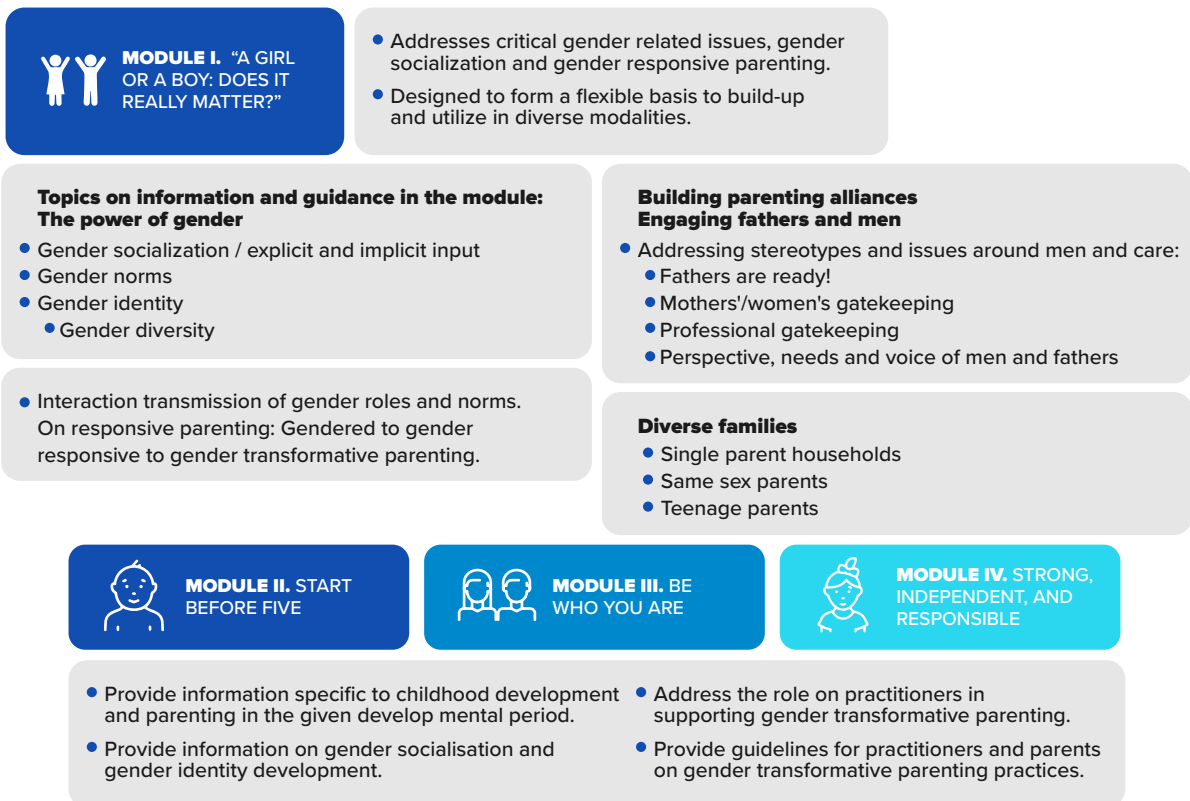 MODULE I. “A GIRL
OR A BOY: DOES IT
REALLY MATTER?”
Addresses critical gender related issues, gender
socialization and gender responsive parenting.
Designed to form a flexible basis to build-up
and utilize in diverse modalities.
Topics on information and guidance in the module:
The power of gender
Gender socialization / explicit and implicit input
Gender norms
Gender identity
Gender diversity
Interaction transmission of gender roles and norms.
On responsive parenting: Gendered to gender
responsive to gender transformative parenting.
Building parenting alliances
Engaging fathers and men
Addressing stereotypes and issues around men and care:
Fathers are ready!
Mothers'/women's gatekeeping
Professional gatekeeping
Perspective, needs and voice of men and fathers
Diverse families
Single parent households
Same sex parents
Teenage parents
MODULE II. START
BEFORE FIVE
MODULE III. BE
WHO YOU ARE
MODULE IV. STRONG,
INDEPENDENT, AND
RESPONSIBLE
Provide information specific to childhood development
and parenting in the given develop mental period.
Provide information on gender socialisation and
gender identity development.
Address the role on practitioners in
supporting gender transformative parenting.
Provide guidelines for practitioners and parents
on gender transformative parenting practices.